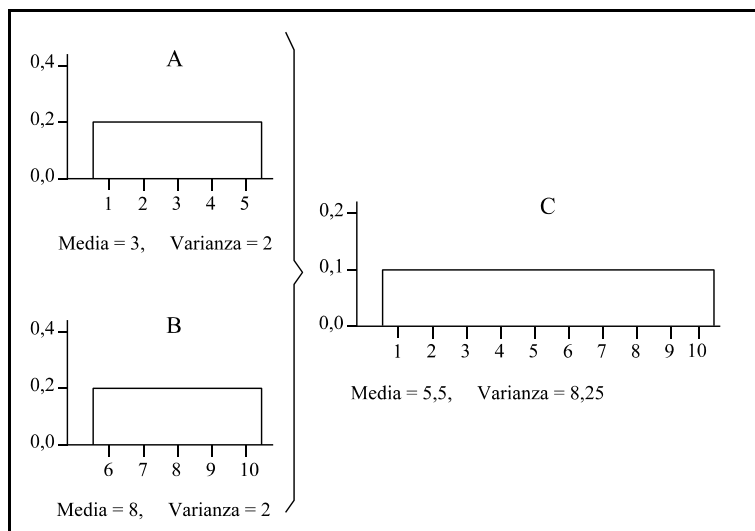 A
0,4
0,2
0,0
1 2 3 4 5
Media = 3, Varianza = 2
B
0,4
0,2
0,0
6 7 8 9 10
Media = 8, Varianza = 2
C
0,2
0,1
0,0
1 2 3 4 5 6 7 8 9 10
Media = 5,5, Varianza = 8,25